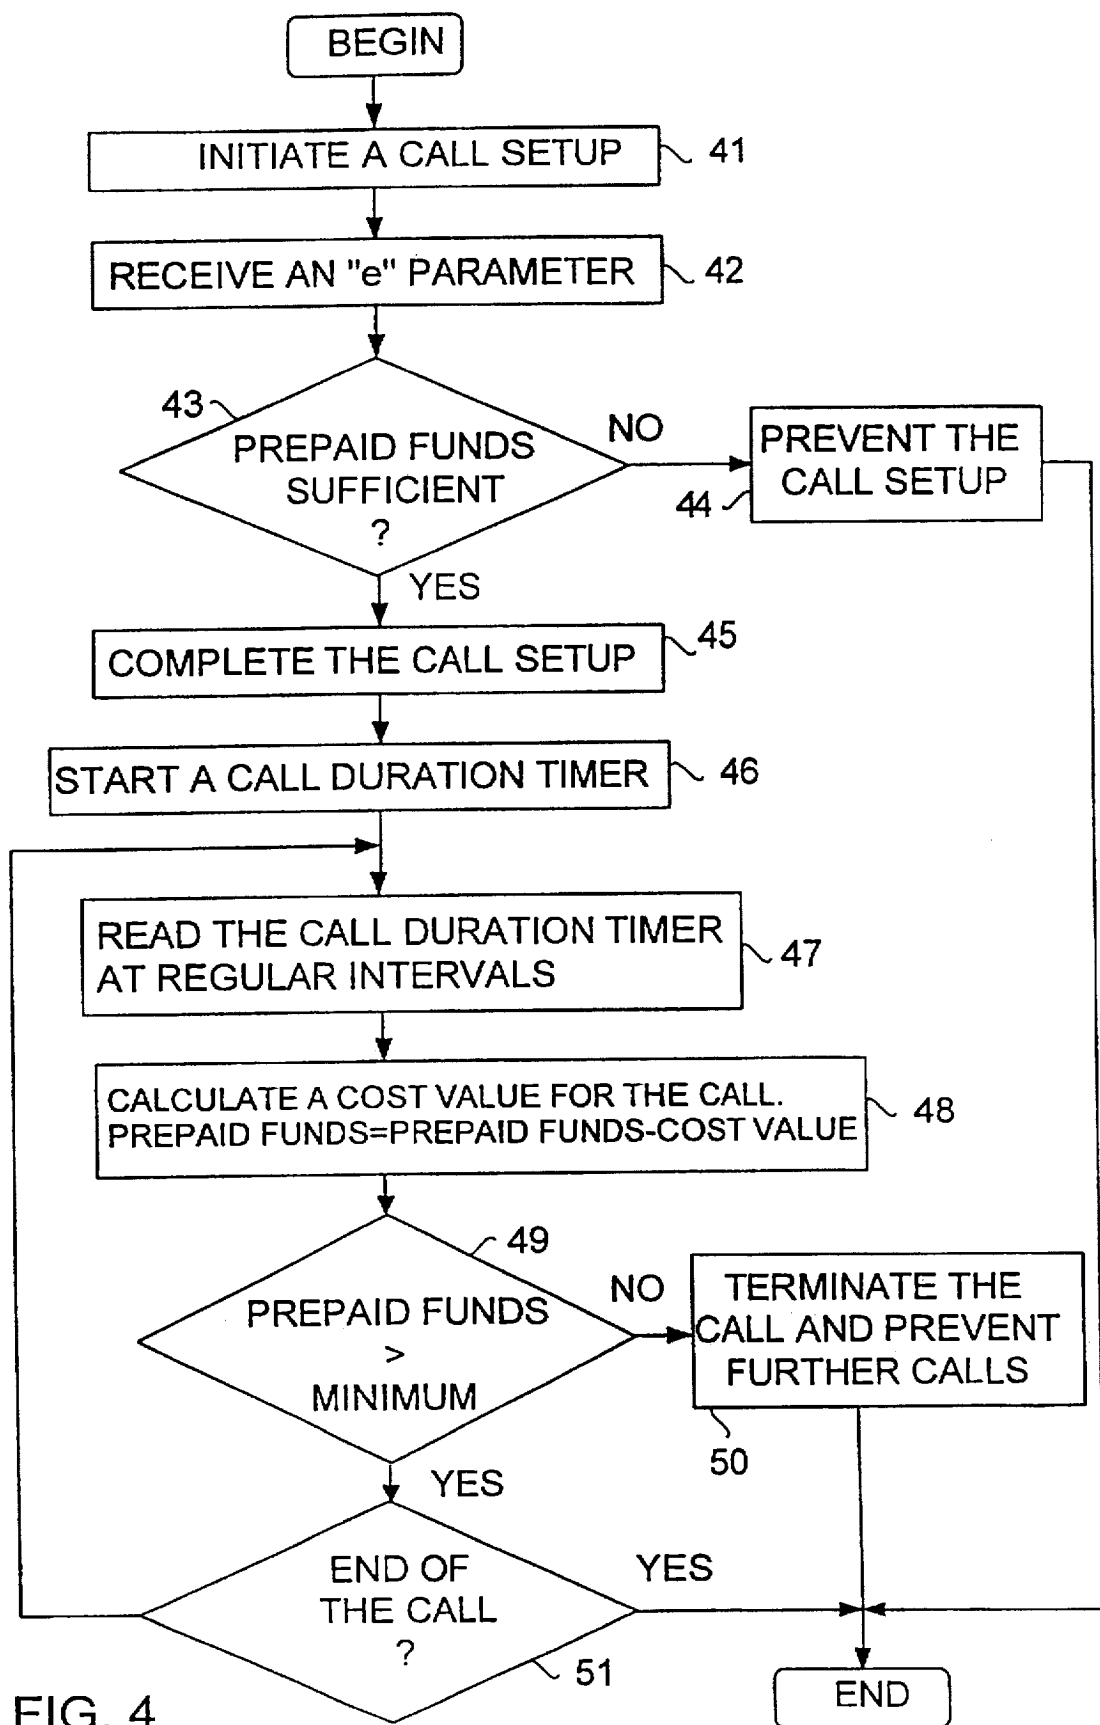 BEGIN
INITIATE A CALL SETUP
41
RECEIVE AN "e" PARAMETER
42
43
PREPAID FUNDS
SUFFICIENT
?
NO
PREVENT THE
CALL SETUP
44
YES
COMPLETE THE CALL SETUP
45
START A CALL DURATION TIMER
46
READ THE CALL DURATION TIMER
AT REGULAR INTERVALS
47
CALCULATE A COST VALUE FOR THE CALL.
PREPAID FUNDS=PREPAID FUNDS-COST VALUE
48
49
PREPAID FUNDS
>
MINIMUM
NO
TERMINATE THE
CALL AND PREVENT
FURTHER CALLS
50
YES
END OF
THE CALL
?
YES
51
END
FIG. 4